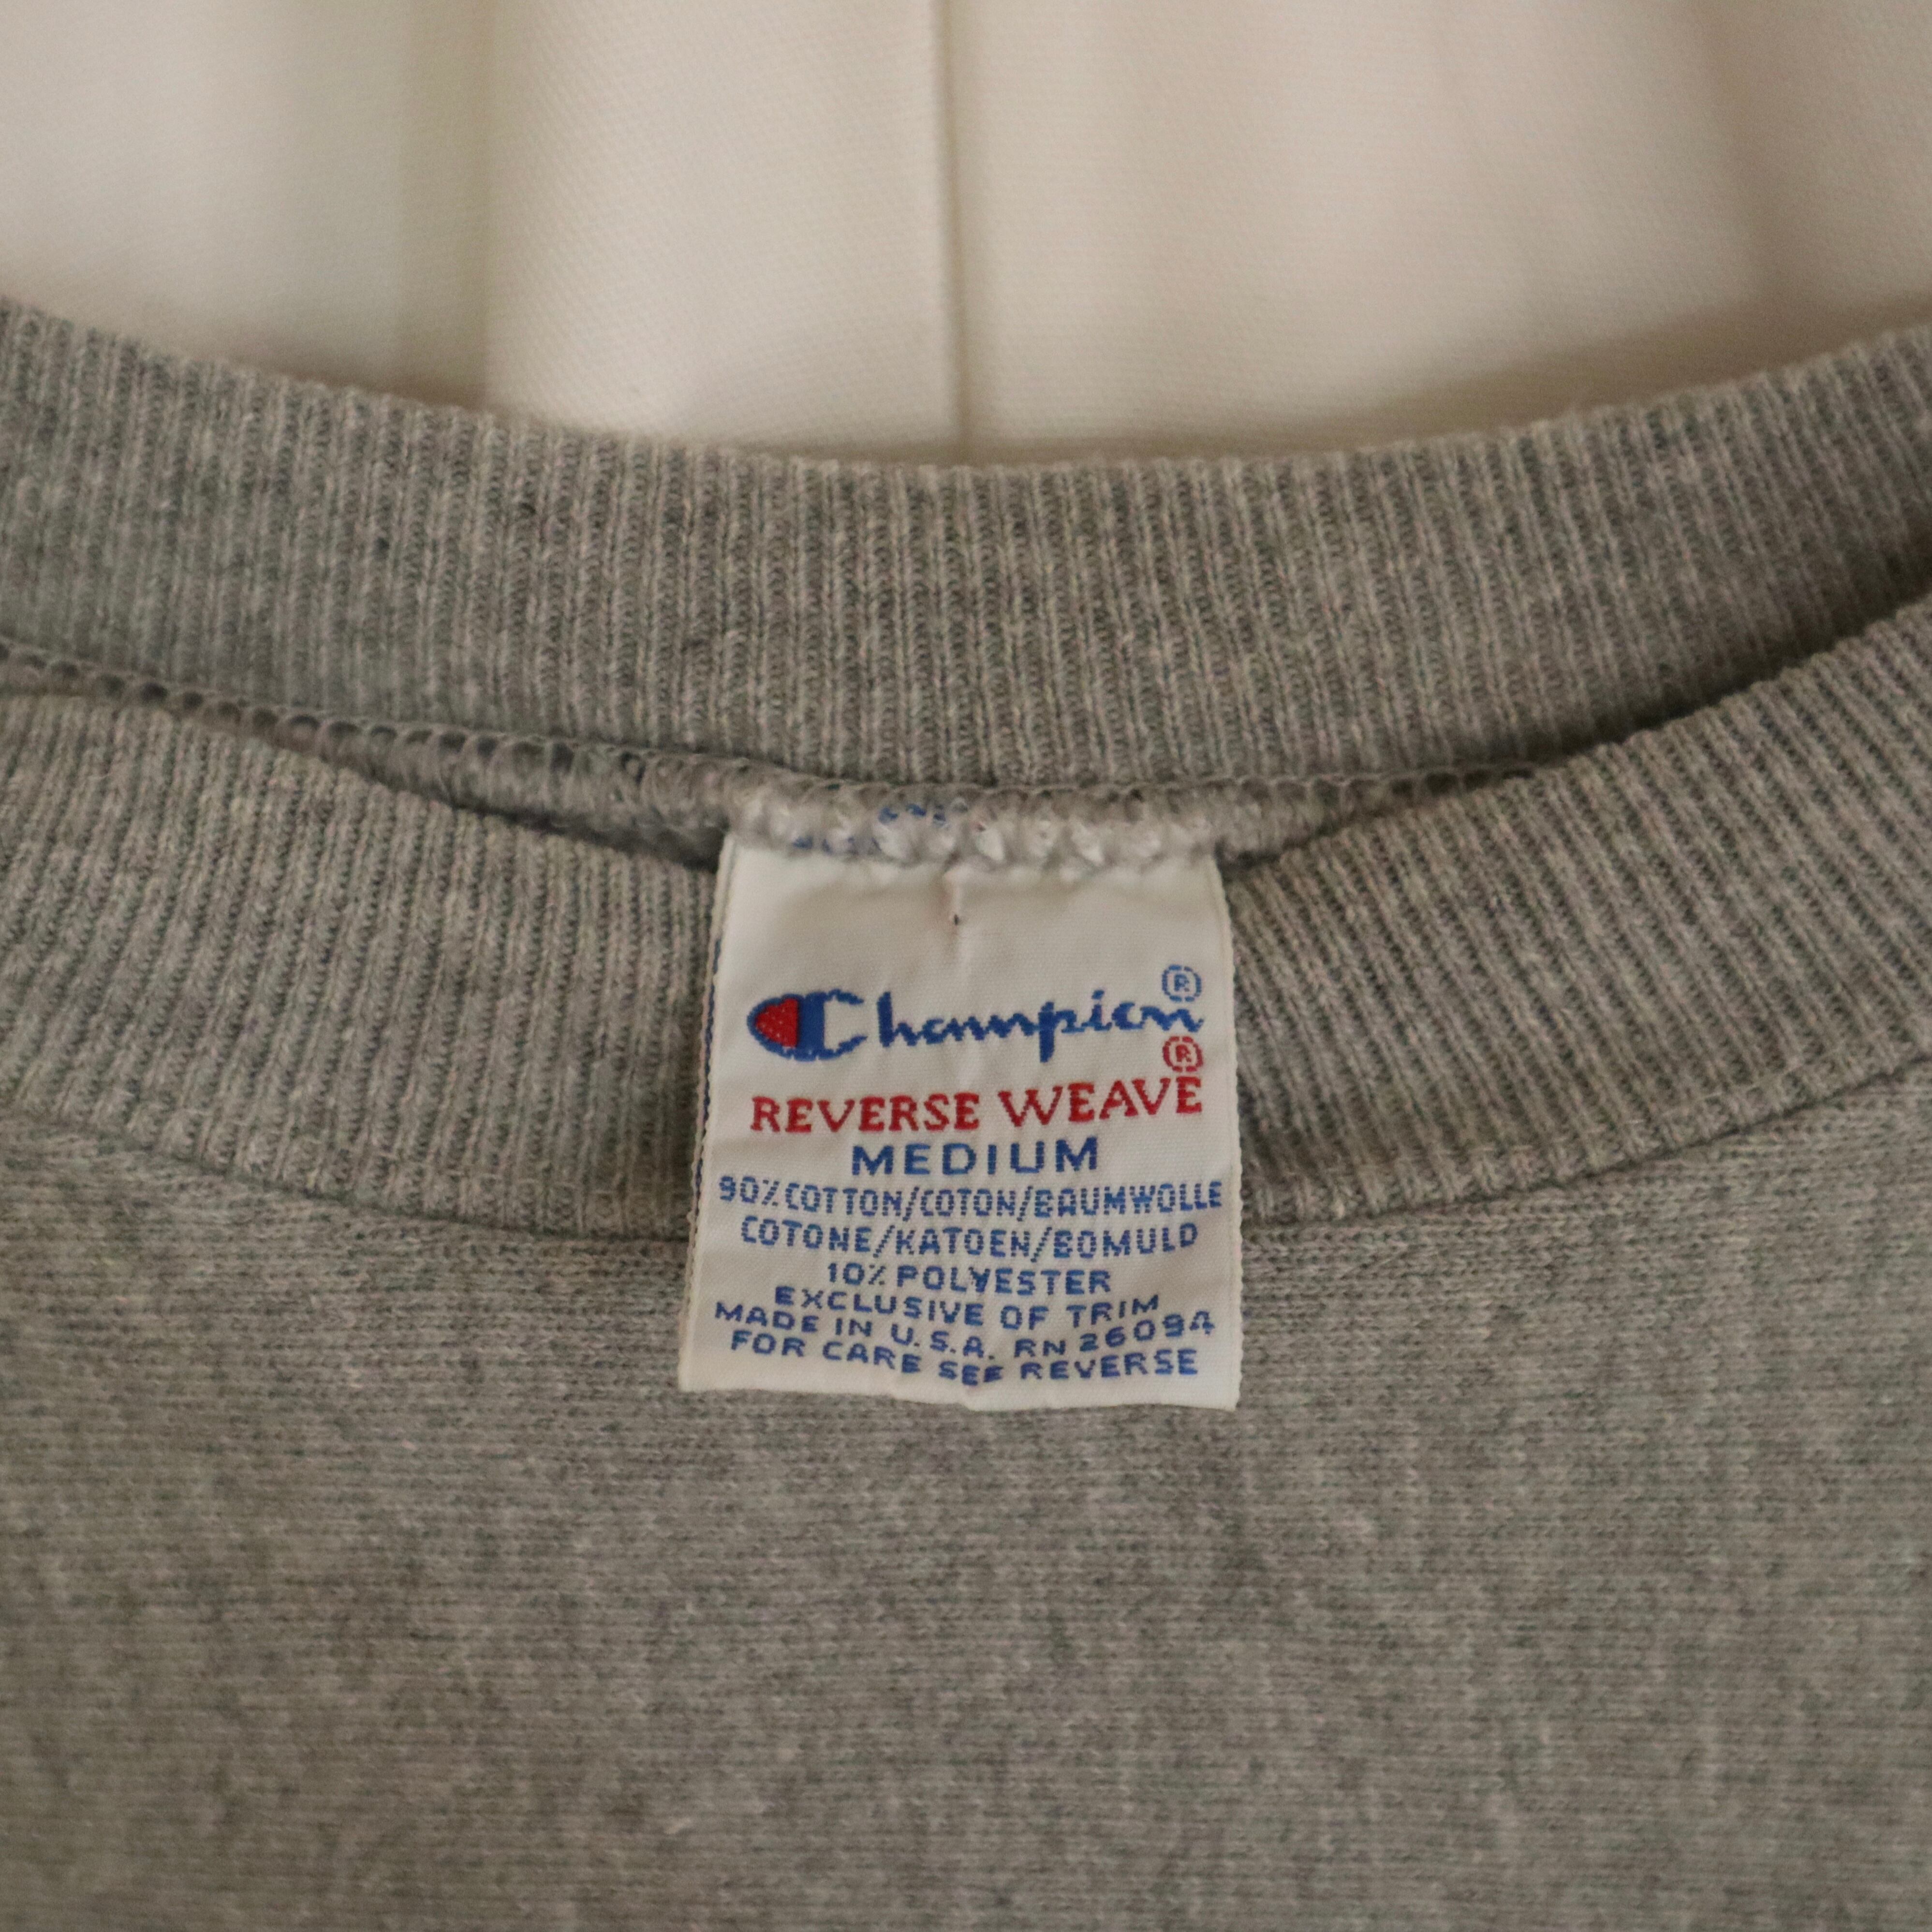 Champion®
®
REVERSE WEAVE
MEDIUM
90% COTTON/COTON/BAUMWOLLE
COTONE/KATOEN/BOMULD
10% POLYESTER
EXCLUSIVE OF TRIM
MADE IN U.S.A. RN 26094
FOR CARE SEE REVERSE